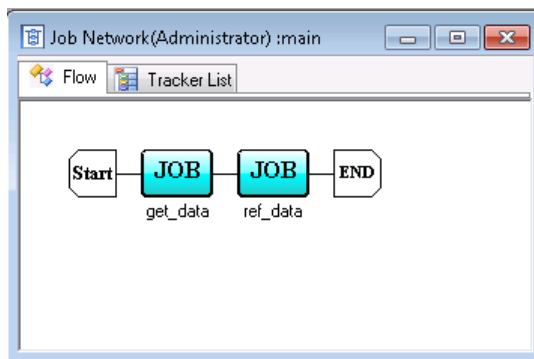 Job Network(Administrator) :main
Flow Tracker List
Start JOB JOB END
get_data ref_data